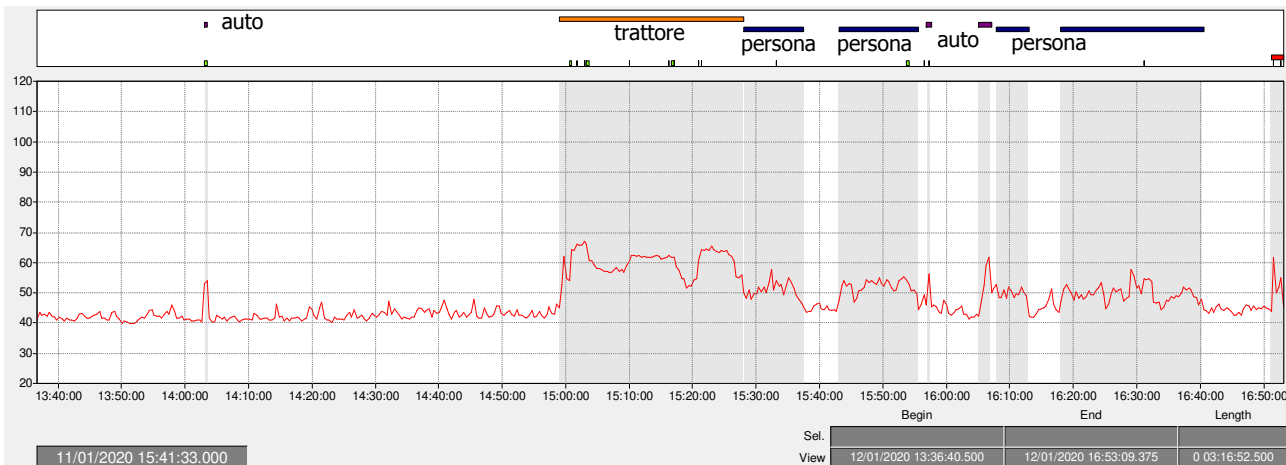 auto
trattore
persona
persona
auto
persona
120
110
100
90
80
70
60
50
40
30
20
13:40:00 13:50:00 14:00:00 14:10:00 14:20:00 14:30:00 14:40:00 14:50:00 15:00:00 15:10:00 15:20:00 15:30:00 15:40:00 15:50:00 16:00:00 16:10:00 16:20:00 16:30:00 16:40:00 16:50:00
Begin End Length
Sel.
View 12/01/2020 13:36:40.500 12/01/2020 16:53:09.375 0 03:16:52.500
11/01/2020 15:41:33.000